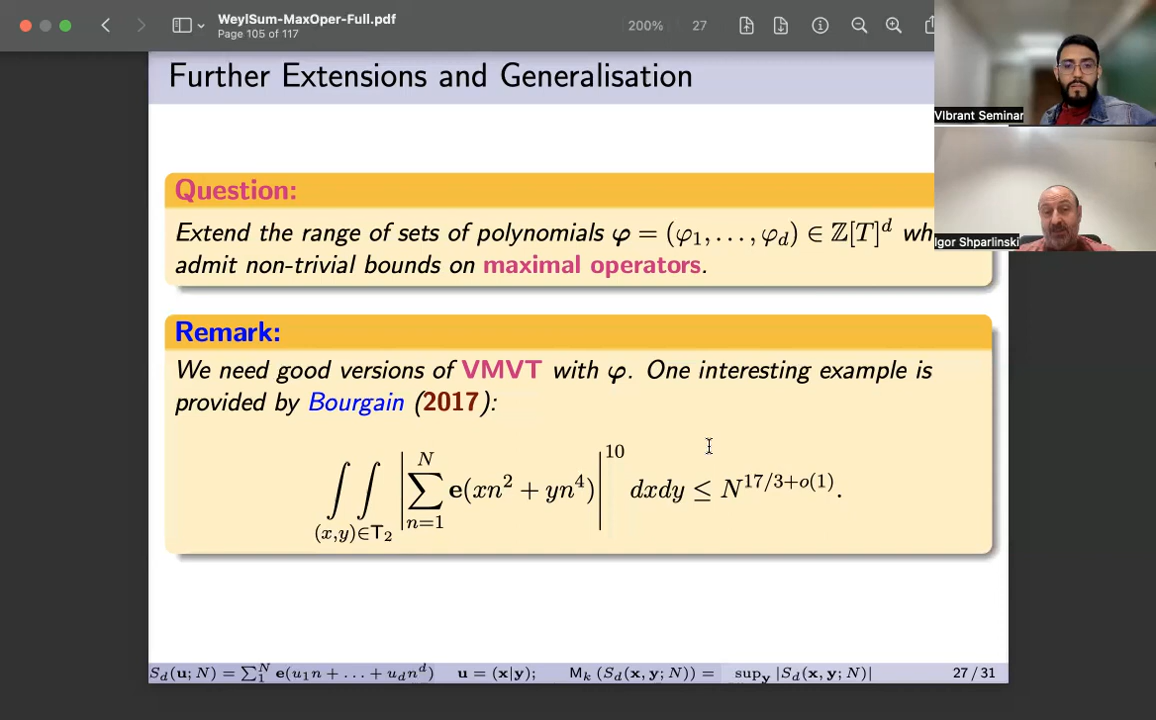 WeylSum-MaxOper-Full.pdf
Page 105 of 117
200%
27
Further Extensions and Generalisation
VIbrant Seminar
Igor Shparlinski
Question:
Extend the range of sets of polynomials φ = (φ₁, . . . , φ_d) ∈ ℤ[T]^d wh
admit non-trivial bounds on maximal operators.
Remark:
We need good versions of VMVT with φ. One interesting example is
provided by Bourgain (2017):
∬_{(x,y)∈T₂} |∑_{n=1}^{N} e(xn² + yn⁴)|^{10} dxdy ≤ N^{17/3+o(1)}.
S_d(u; N) = ∑_1^N e(u₁n + . . . + u_dn^d) u = (x|y); M_k (S_d(x, y; N)) = sup_y |S_d(x, y; N)| 27 / 31